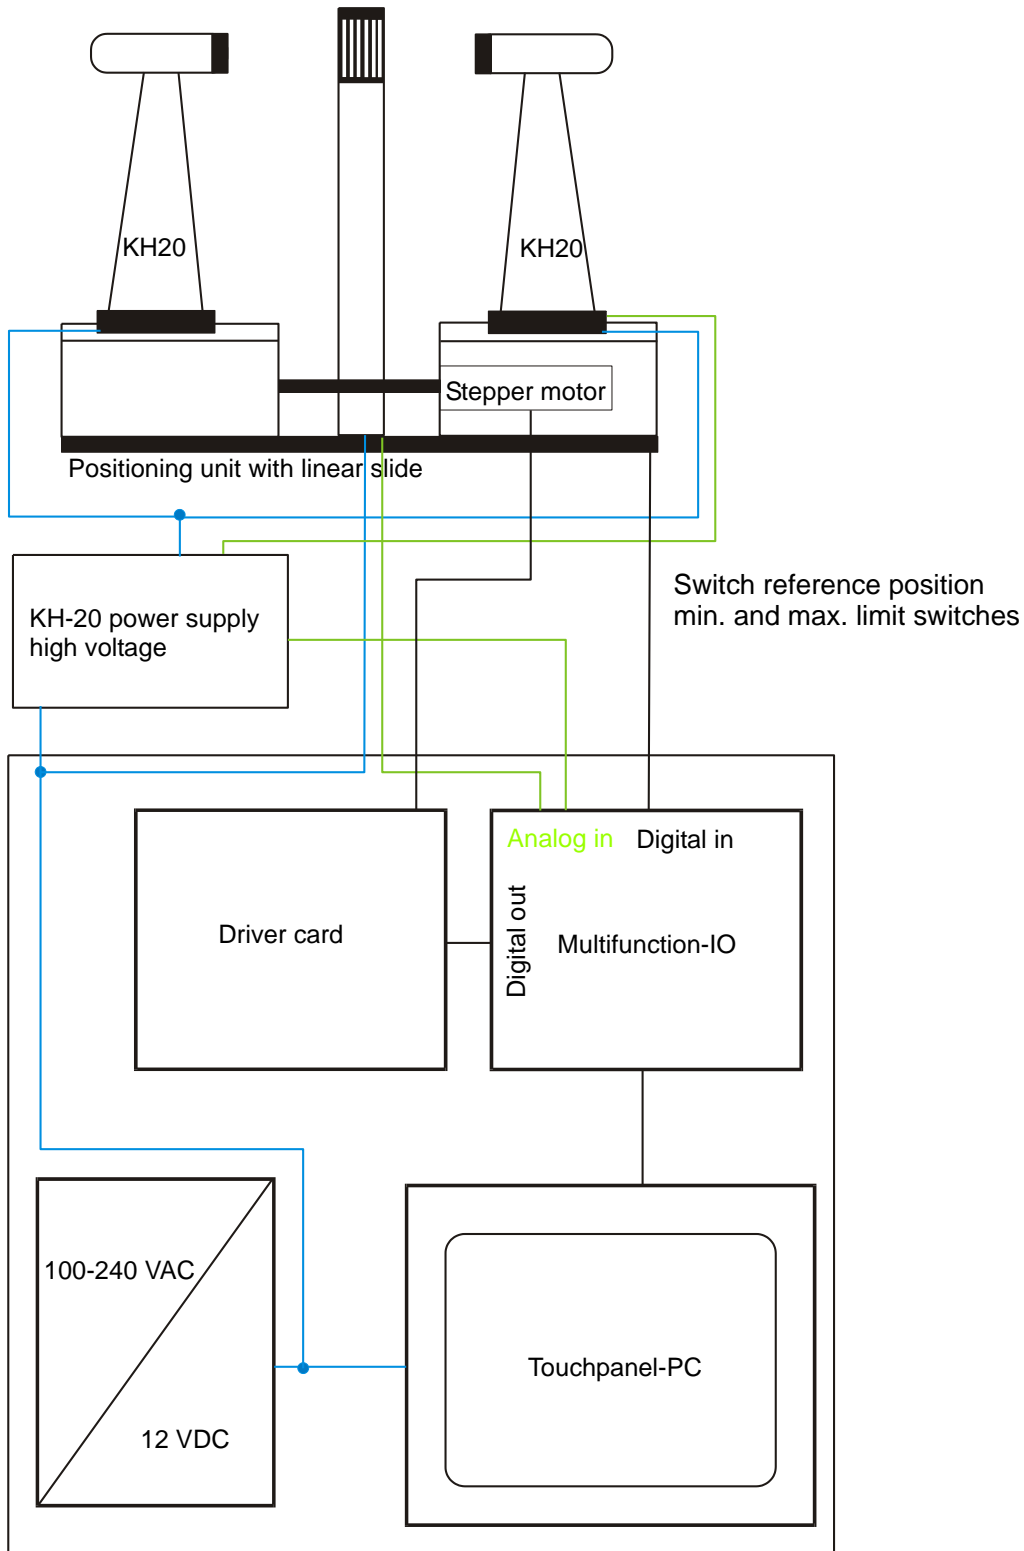 KH20
KH20
Stepper motor
Positioning unit with linear slide
Switch reference position
min. and max. limit switches
KH-20 power supply
high voltage
Analog in
Digital in
Digital out
Driver card
Multifunction-IO
100-240 VAC
12 VDC
Touchpanel-PC